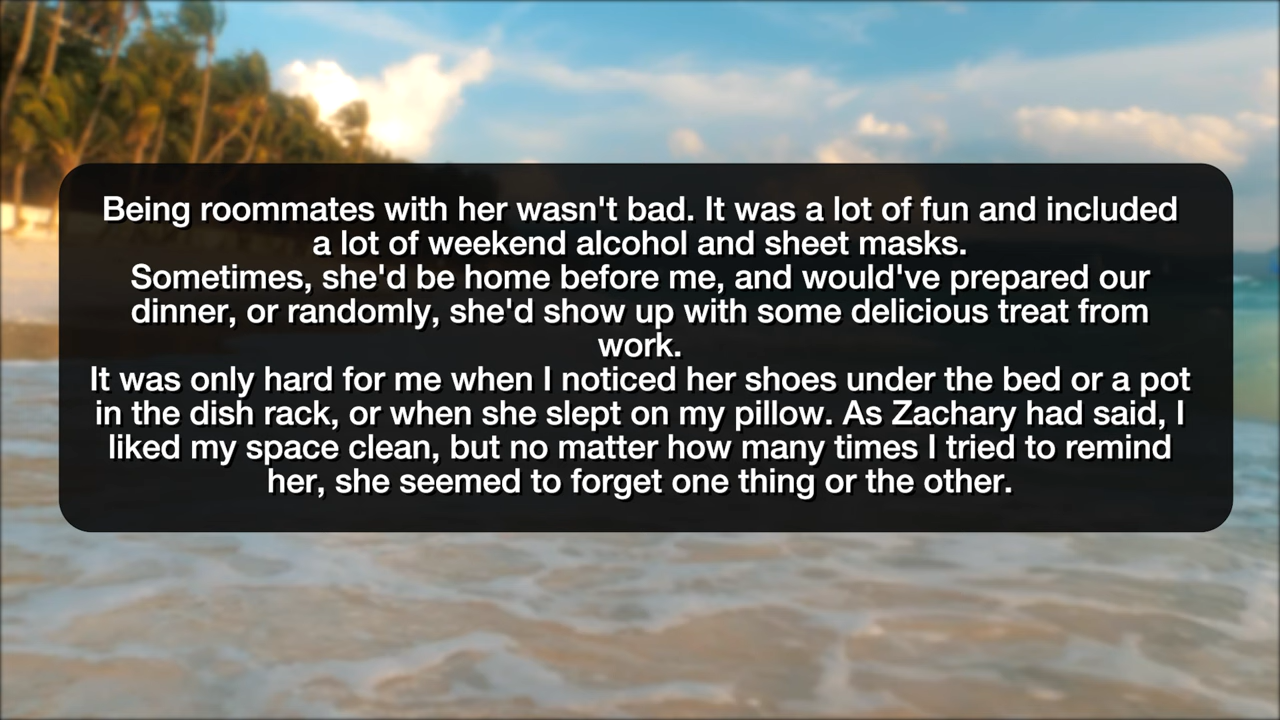 Being roommates with her wasn't bad. It was a lot of fun and included
a lot of weekend alcohol and sheet masks.
Sometimes, she'd be home before me, and would've prepared our
dinner, or randomly, she'd show up with some delicious treat from
work.
It was only hard for me when I noticed her shoes under the bed or a pot
in the dish rack, or when she slept on my pillow. As Zachary had said, I
liked my space clean, but no matter how many times I tried to remind
her, she seemed to forget one thing or the other.